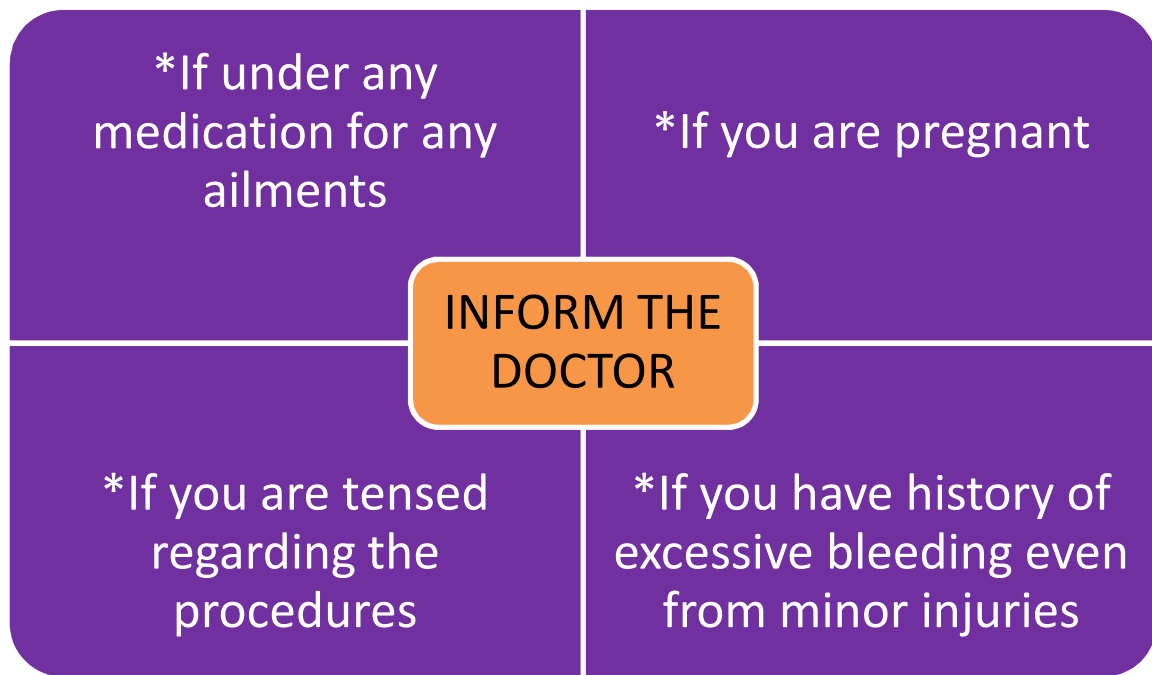 *If under any
medication for any
ailments
*If you are pregnant
INFORM THE
DOCTOR
*If you are tensed
regarding the
procedures
*If you have history of
excessive bleeding even
from minor injuries